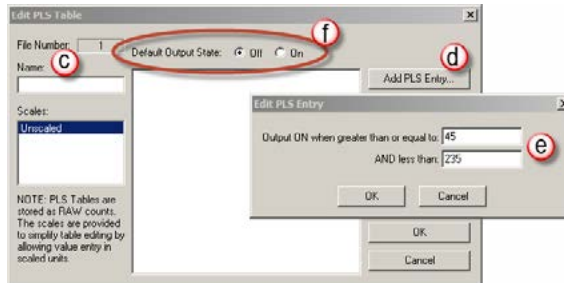 Edit PLS Table
File Number: 1
Default Output State: Off On
f
Name:
c
d
Add PLS Entry...
Scales:
Unscaled
Edit PLS Entry
Output ON when greater than or equal to: 45
AND less than: 235
e
OK Cancel
NOTE: PLS Tables are
stored as RAW counts.
The scales are provided
to simplify table editing by
allowing value entry in
scaled units.
OK
Cancel